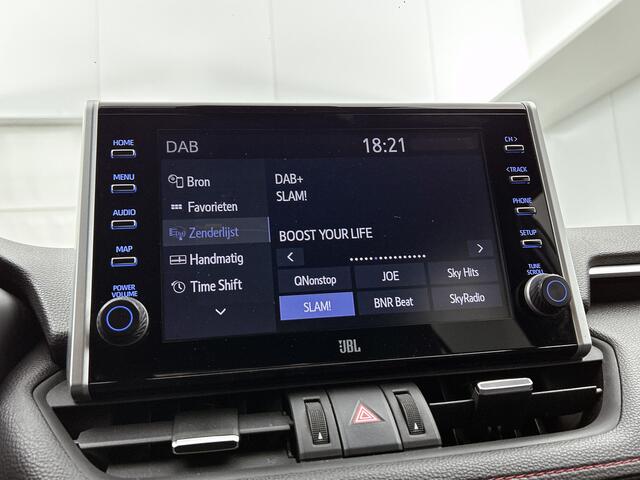 HOME
MENU
AUDIO
MAP
POWER
VOLUME
DAB
18:21
Bron
Favorieten
Zenderlijst
Handmatig
Time Shift
DAB+
SLAM!
BOOST YOUR LIFE
QNonstop
JOE
Sky Hits
SLAM!
BNR Beat
SkyRadio
CH >
< TRACK
PHONE
SETUP
TUNE
SCROLL
JBL